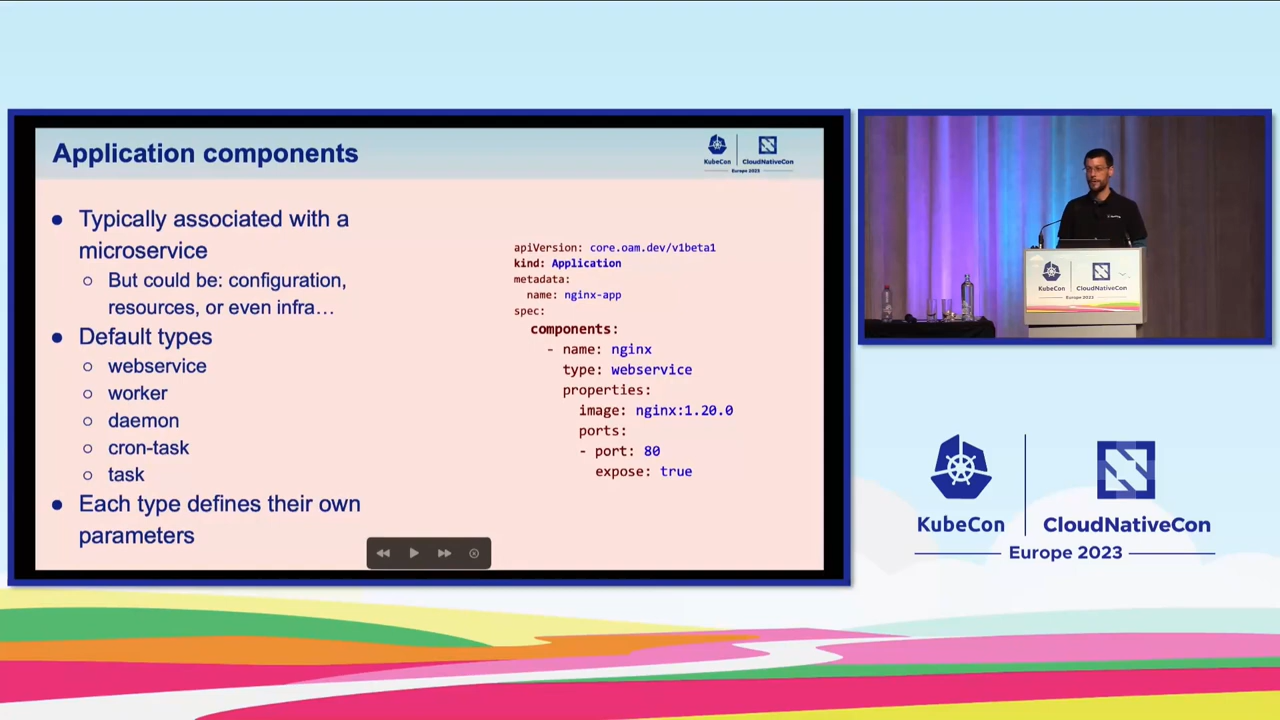 Application components
KubeCon
CloudNativeCon
Europe 2023
● Typically associated with a
microservice
○ But could be: configuration,
resources, or even infra…
● Default types
○ webservice
○ worker
○ daemon
○ cron-task
○ task
● Each type defines their own
parameters
apiVersion: core.oam.dev/v1beta1
kind: Application
metadata:
name: nginx-app
spec:
components:
- name: nginx
type: webservice
properties:
image: nginx:1.20.0
ports:
- port: 80
expose: true
KubeCon
CloudNativeCon
Europe 2023
KubeCon
CloudNativeCon
Europe 2023